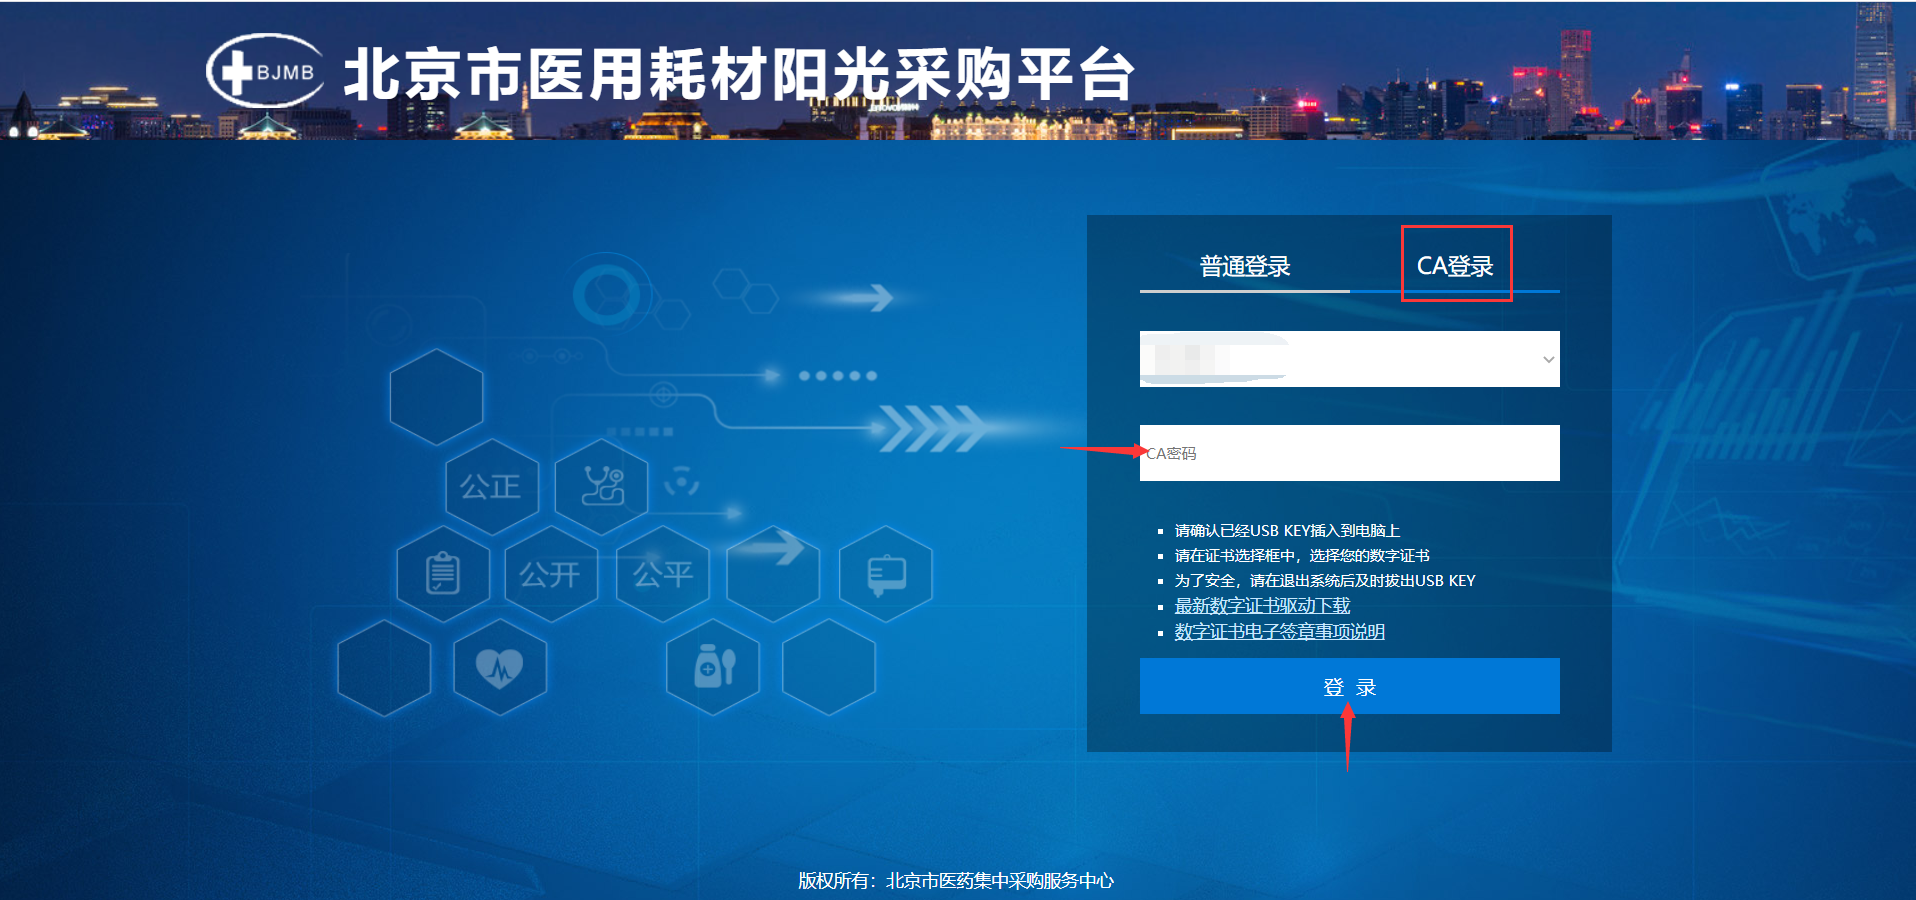 BJMB
北京市医用耗材阳光采购平台
普通登录
CA登录
CA密码
请确认已经USB KEY插入到电脑上
请在证书选择框中，选择您的数字证书
为了安全，请在退出系统后及时拔出USB KEY
最新数字证书驱动下载
数字证书电子签章事项说明
登 录
公正
公开
公平
版权所有：北京市医药集中采购服务中心